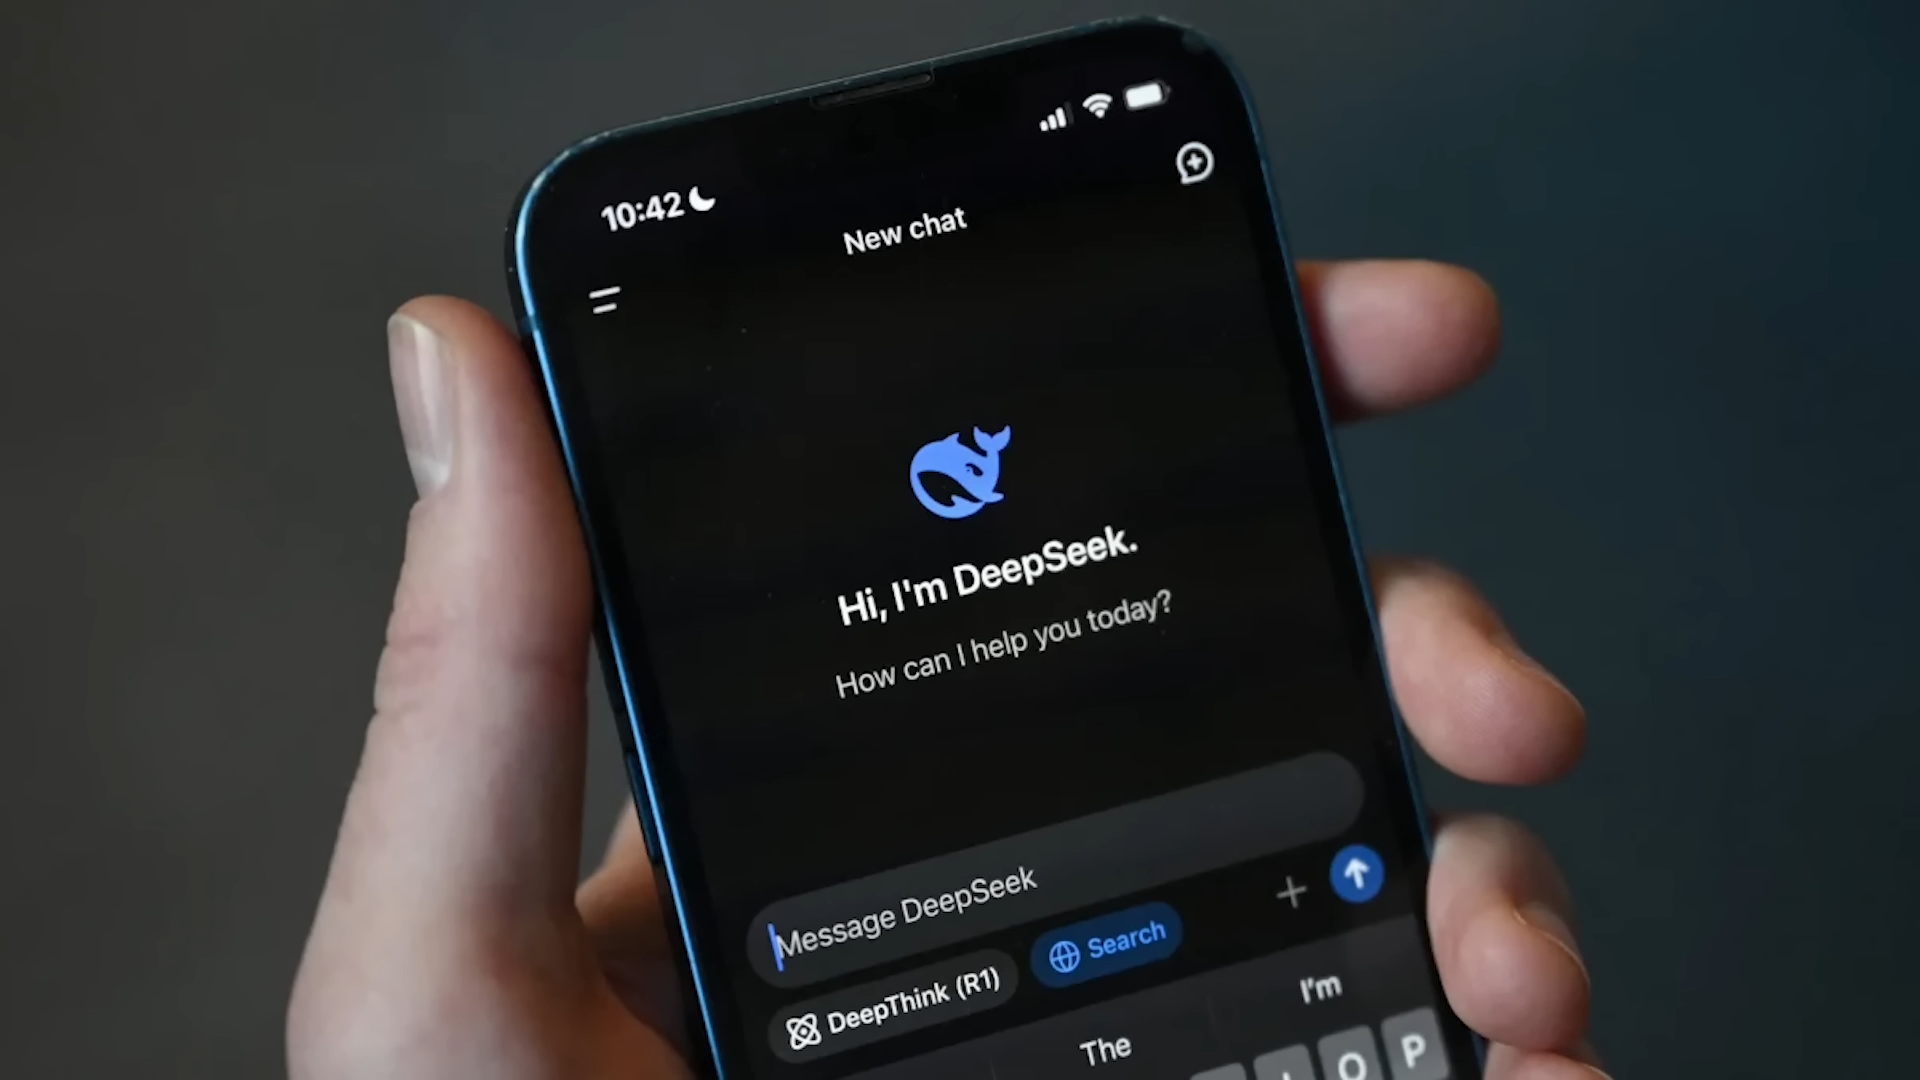 10:42
New chat
Hi, I'm DeepSeek.
How can I help you today?
Message DeepSeek
DeepThink (R1)
Search
The
I'm
O P